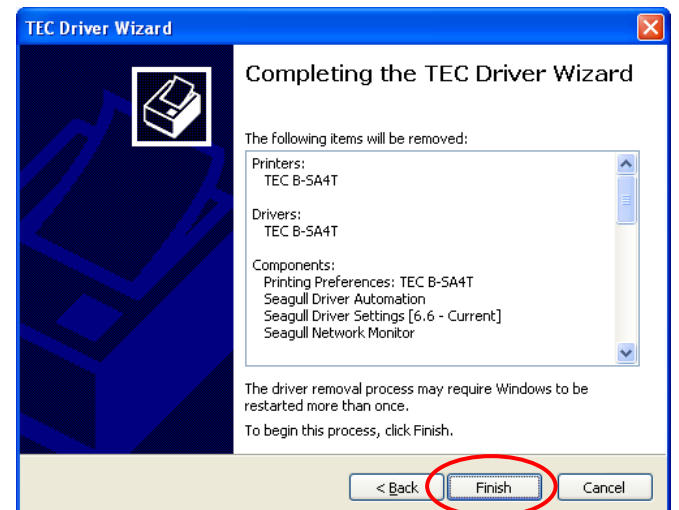 TEC Driver Wizard
Completing the TEC Driver Wizard
The following items will be removed:
Printers:
TEC B-SA4T
Drivers:
TEC B-SA4T
Components:
Printing Preferences: TEC B-SA4T
Seagull Driver Automation
Seagull Driver Settings [6.6 - Current]
Seagull Network Monitor
The driver removal process may require Windows to be
restarted more than once.
To begin this process, click Finish.
< Back
Finish
Cancel